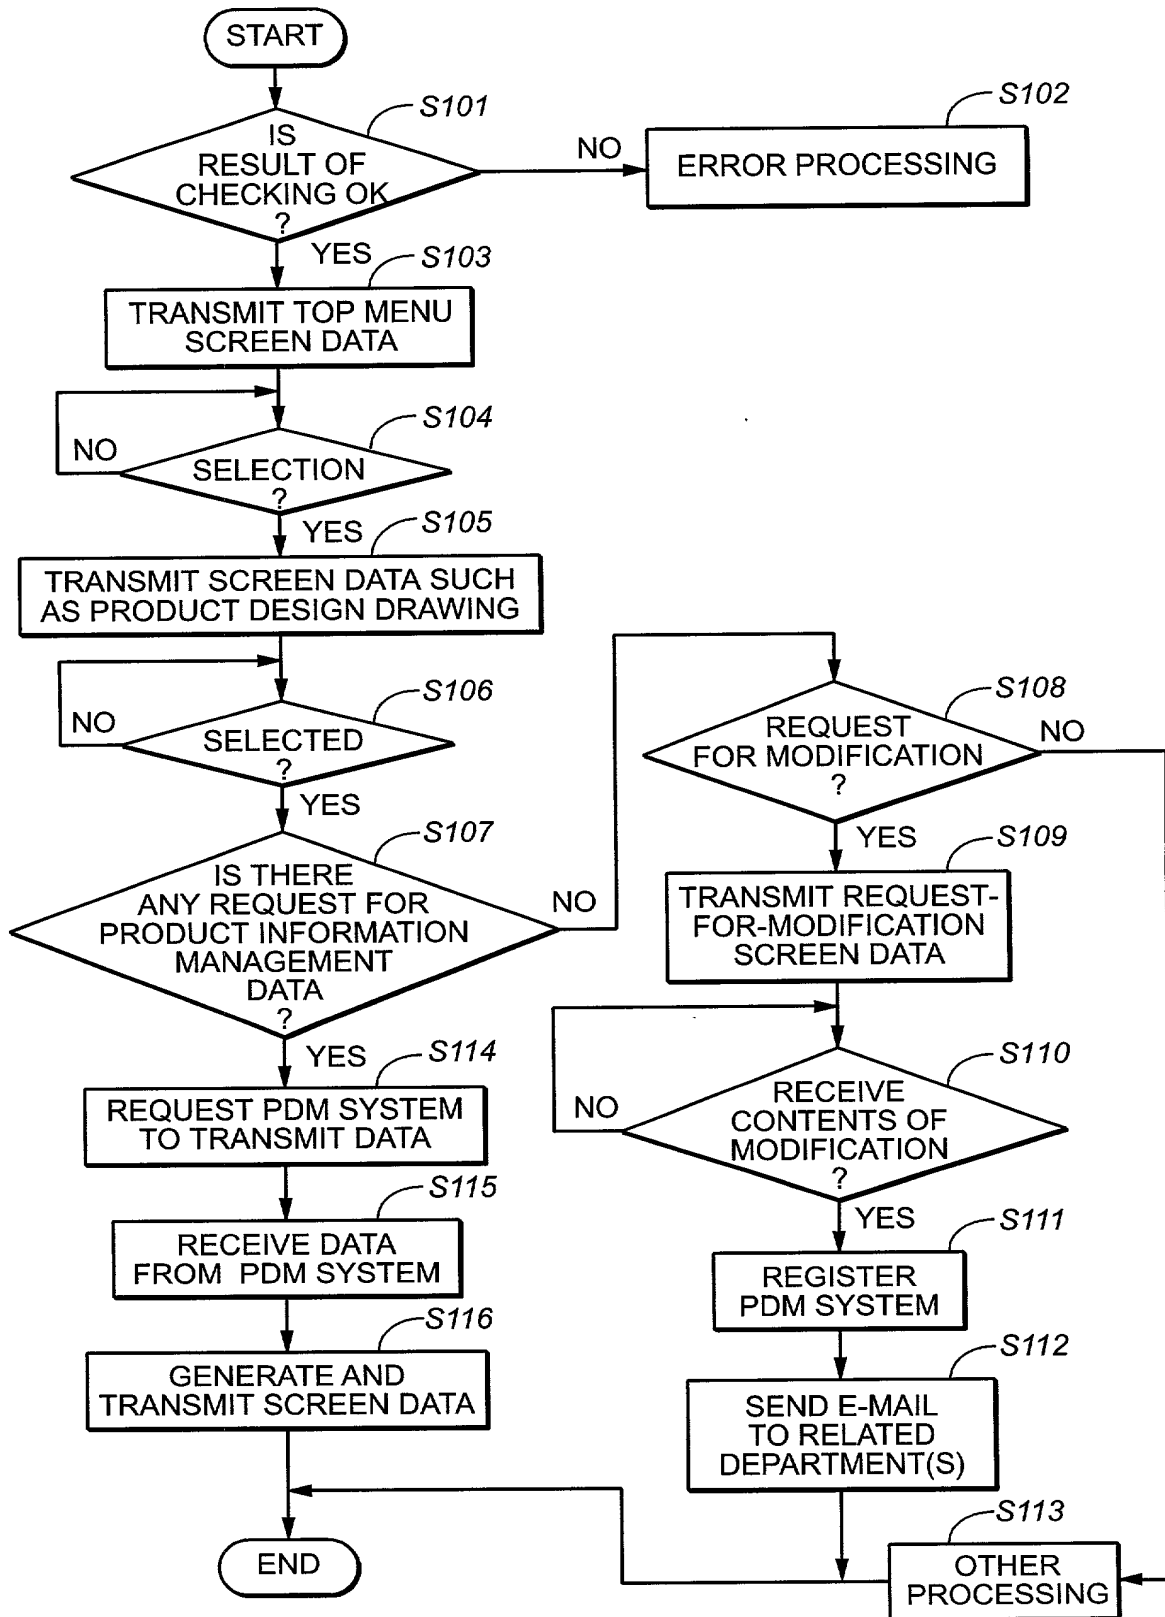 START
S101
IS
RESULT OF
CHECKING OK
?
NO
S102
ERROR PROCESSING
YES
S103
TRANSMIT TOP MENU
SCREEN DATA
S104
NO
SELECTION
?
YES
S105
TRANSMIT SCREEN DATA SUCH
AS PRODUCT DESIGN DRAWING
S106
NO
SELECTED
?
YES
S107
IS THERE
ANY REQUEST FOR
PRODUCT INFORMATION
MANAGEMENT
DATA
?
NO
S108
REQUEST
FOR MODIFICATION
?
NO
YES
S109
TRANSMIT REQUEST-
FOR-MODIFICATION
SCREEN DATA
S110
NO
RECEIVE
CONTENTS OF
MODIFICATION
?
YES
S111
REGISTER
PDM SYSTEM
S112
SEND E-MAIL
TO RELATED
DEPARTMENT(S)
S113
OTHER
PROCESSING
YES
S114
REQUEST PDM SYSTEM
TO TRANSMIT DATA
S115
RECEIVE DATA
FROM PDM SYSTEM
S116
GENERATE AND
TRANSMIT SCREEN DATA
END